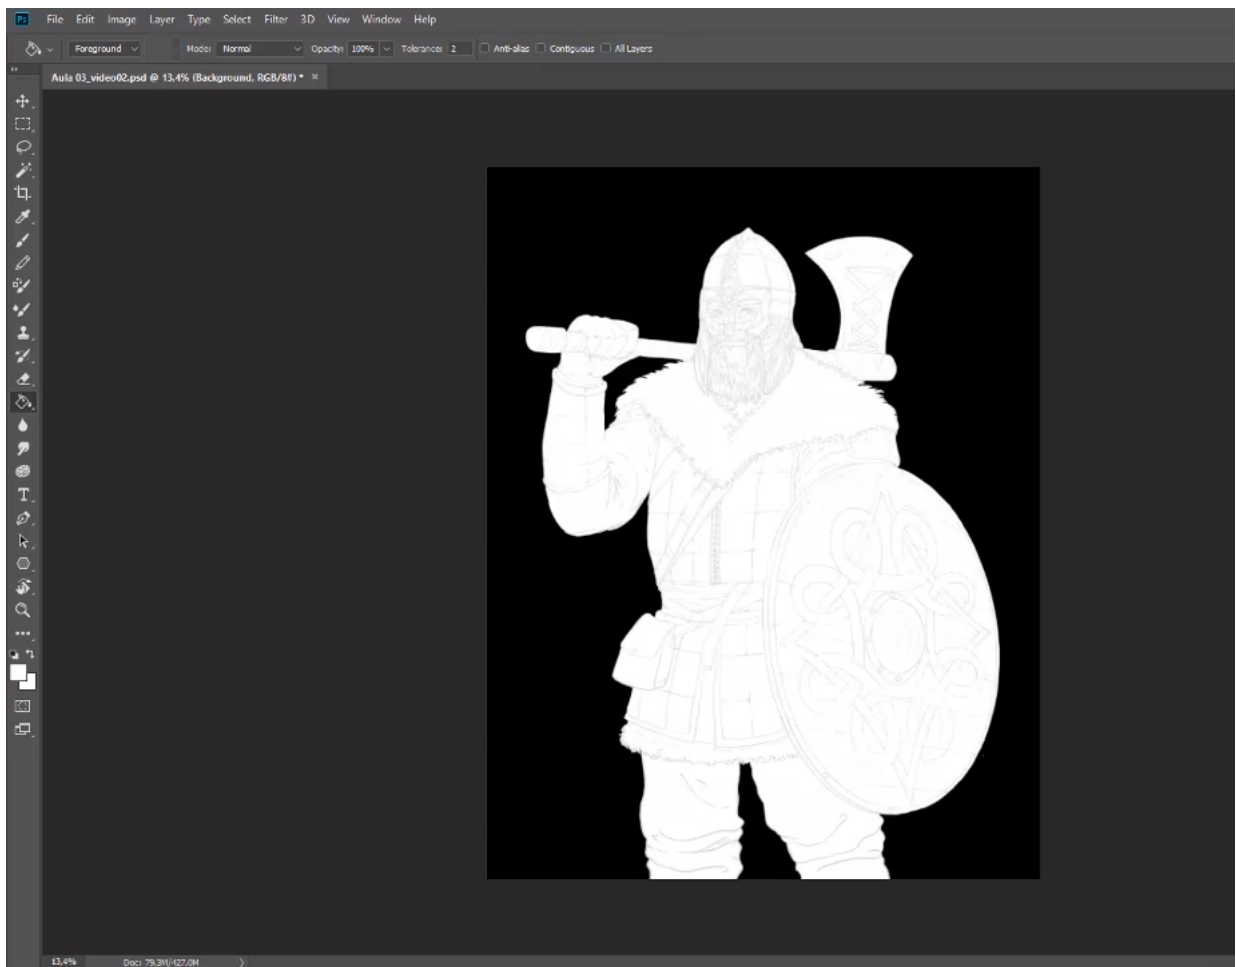 Ps File Edit Image Layer Type Select Filter 3D View Window Help
Foreground Mode: Normal Opacity: 100% Tolerance: 2 Anti-alias Contiguous All Layers
Aula 03_video02.psd @ 13,4% (Background, RGB/8#) * ×
T
13,4% Doc: 79,3M/427,0M >